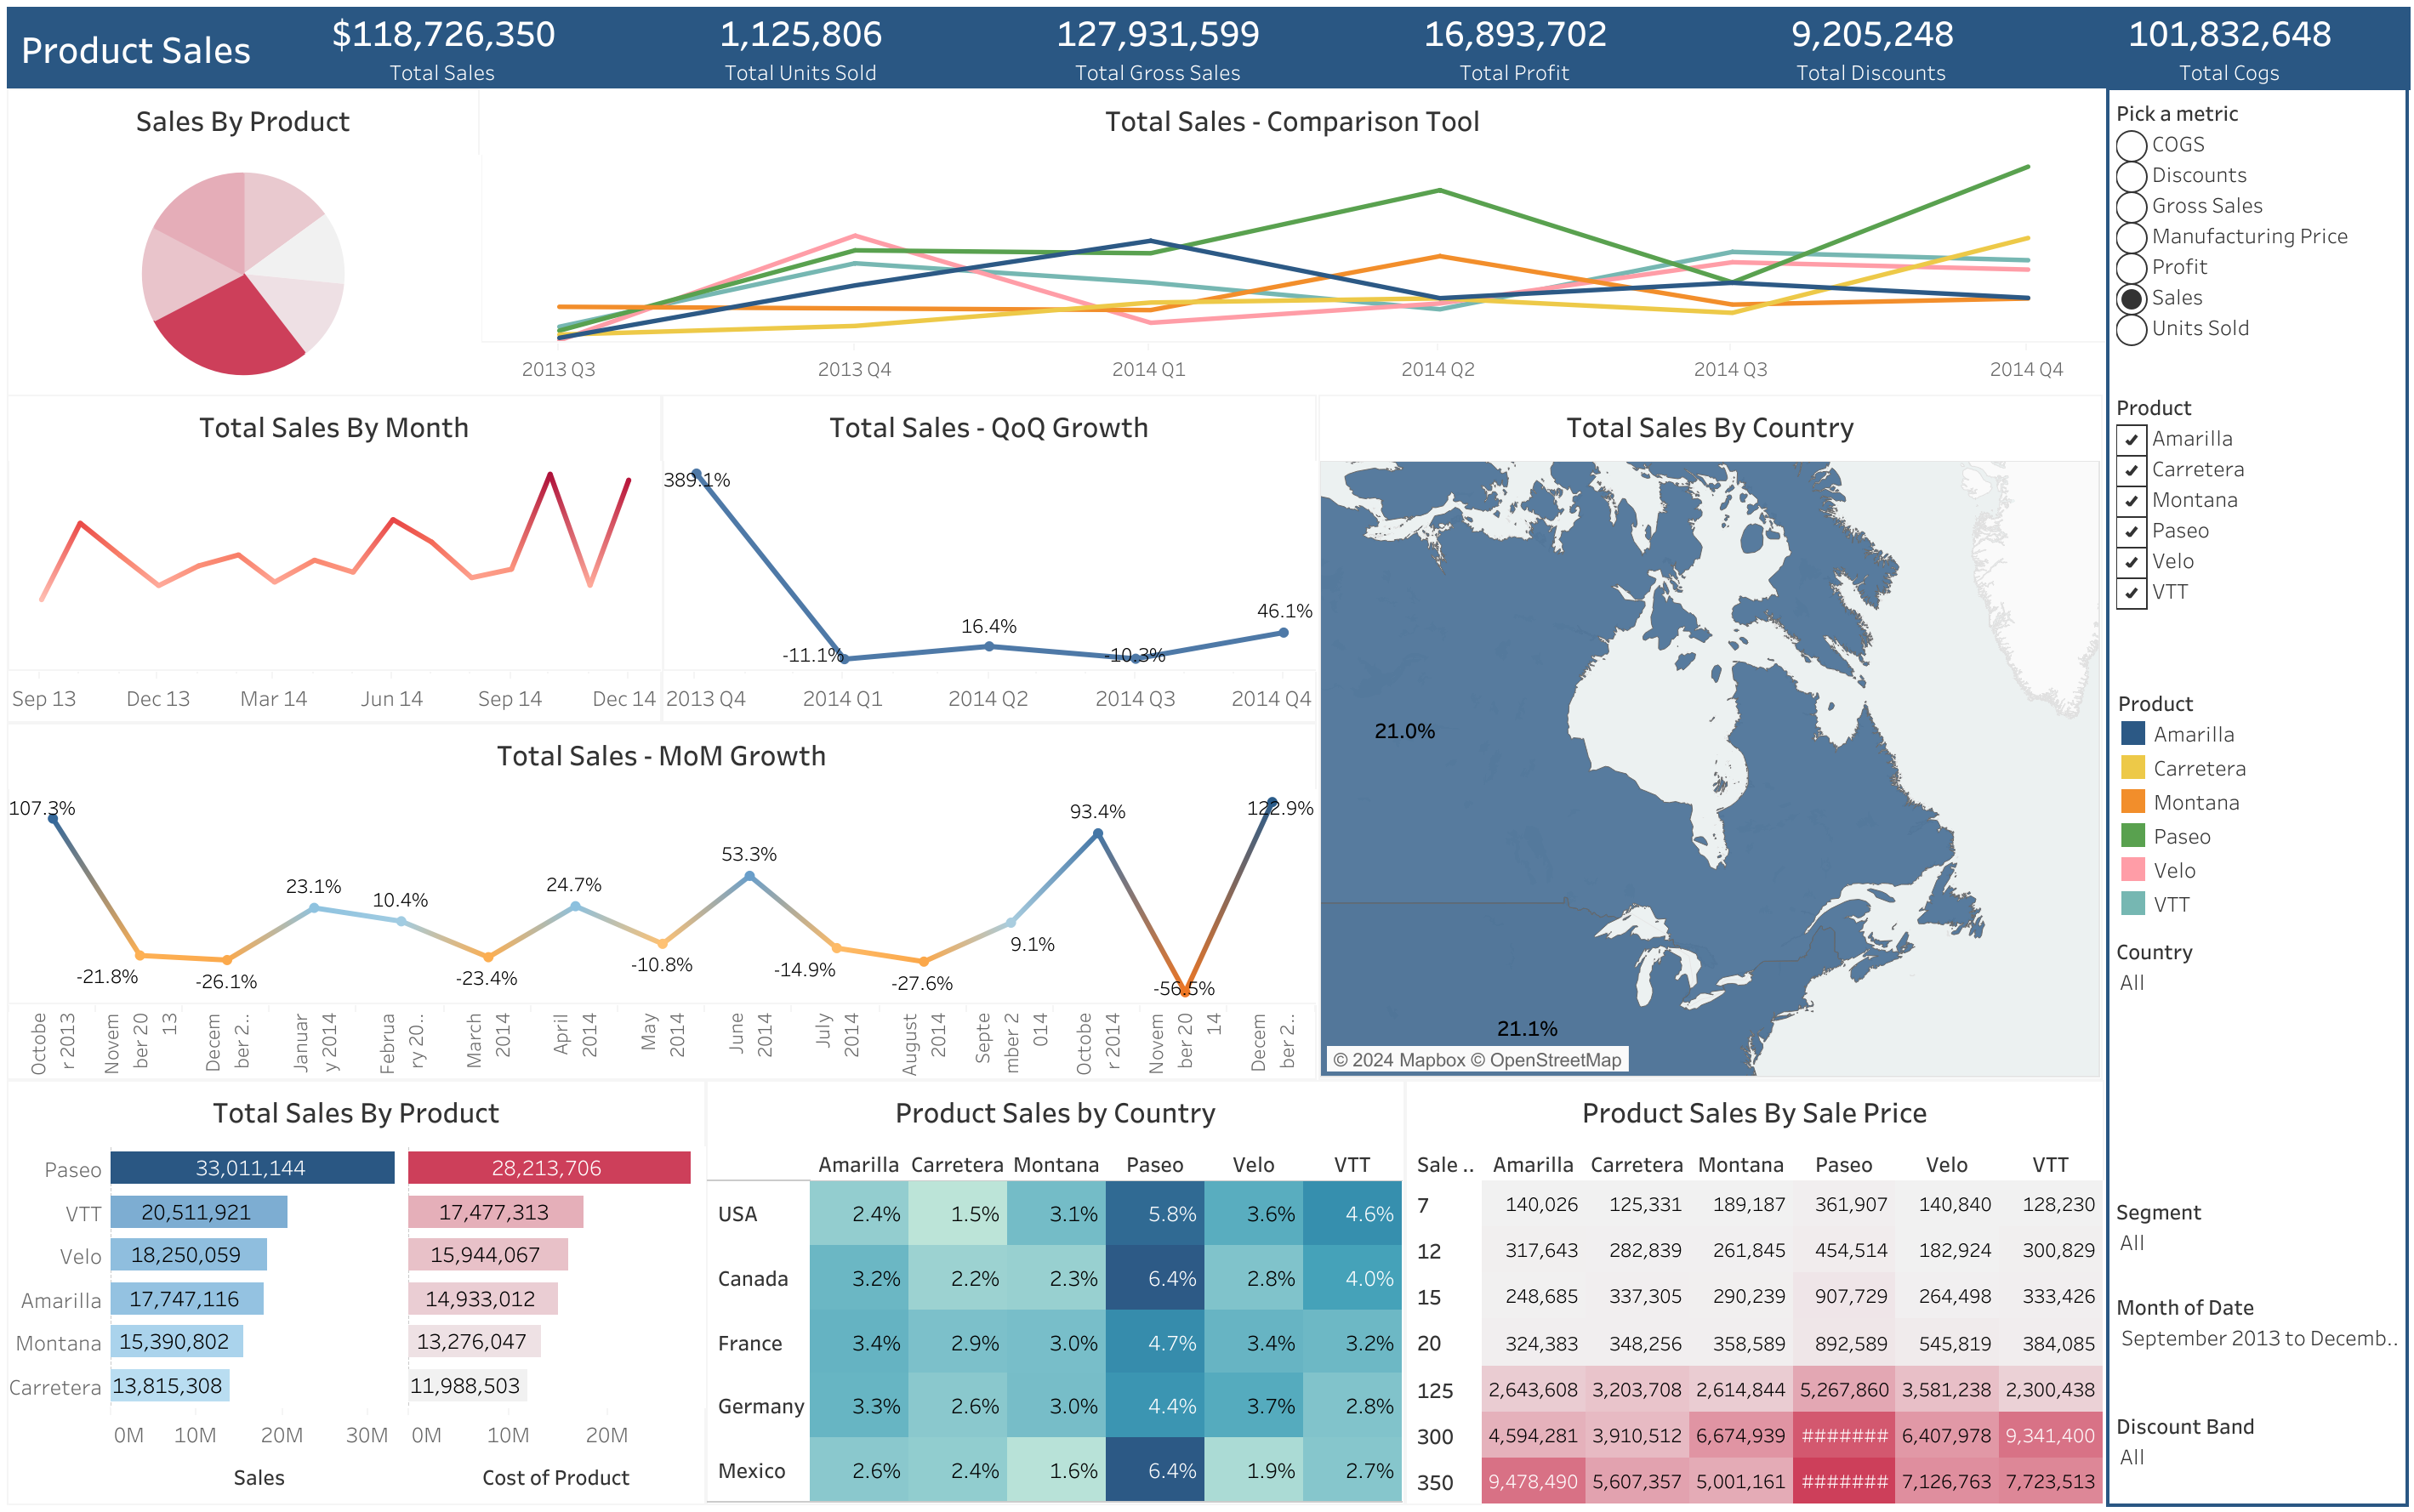 Product Sales
$118,726,350
Total Sales
1,125,806
Total Units Sold
127,931,599
Total Gross Sales
16,893,702
Total Profit
9,205,248
Total Discounts
101,832,648
Total Cogs
Sales By Product
Total Sales - Comparison Tool
2013 Q3 2013 Q4 2014 Q1 2014 Q2 2014 Q3 2014 Q4
Pick a metric
COGS
Discounts
Gross Sales
Manufacturing Price
Profit
Sales
Units Sold
Product
Amarilla
Carretera
Montana
Paseo
Velo
VTT
Product
Amarilla
Carretera
Montana
Paseo
Velo
VTT
Country
All
Segment
All
Month of Date
September 2013 to Decemb..
Discount Band
All
Total Sales By Month
Sep 13 Dec 13 Mar 14 Jun 14 Sep 14 Dec 14
Total Sales - QoQ Growth
389.1%
-11.1%
16.4%
-10.3%
46.1%
2013 Q4 2014 Q1 2014 Q2 2014 Q3 2014 Q4
Total Sales By Country
21.0%
21.1%
© 2024 Mapbox © OpenStreetMap
Total Sales - MoM Growth
107.3%
-21.8%
-26.1%
23.1%
10.4%
-23.4%
24.7%
-10.8%
53.3%
-14.9%
-27.6%
9.1%
93.4%
-56.5%
122.9%
Octobe
r 2013
Novem
ber 20
13
Decem
ber 2..
Januar
y 2014
Februa
ry 20..
March
2014
April
2014
May
2014
June
2014
July
2014
August
2014
Septe
mber 2
014
Octobe
r 2014
Novem
ber 20
14
Decem
ber 2..
Total Sales By Product
Paseo 33,011,144 28,213,706
VTT 20,511,921 17,477,313
Velo 18,250,059 15,944,067
Amarilla 17,747,116 14,933,012
Montana 15,390,802 13,276,047
Carretera 13,815,308 11,988,503
0M 10M 20M 30M 0M 10M 20M
Sales Cost of Product
Product Sales by Country
Amarilla Carretera Montana Paseo Velo VTT
USA 2.4% 1.5% 3.1% 5.8% 3.6% 4.6%
Canada 3.2% 2.2% 2.3% 6.4% 2.8% 4.0%
France 3.4% 2.9% 3.0% 4.7% 3.4% 3.2%
Germany 3.3% 2.6% 3.0% 4.4% 3.7% 2.8%
Mexico 2.6% 2.4% 1.6% 6.4% 1.9% 2.7%
Product Sales By Sale Price
Sale .. Amarilla Carretera Montana Paseo Velo VTT
7 140,026 125,331 189,187 361,907 140,840 128,230
12 317,643 282,839 261,845 454,514 182,924 300,829
15 248,685 337,305 290,239 907,729 264,498 333,426
20 324,383 348,256 358,589 892,589 545,819 384,085
125 2,643,608 3,203,708 2,614,844 5,267,860 3,581,238 2,300,438
300 4,594,281 3,910,512 6,674,939 ####### 6,407,978 9,341,400
350 9,478,490 5,607,357 5,001,161 ####### 7,126,763 7,723,513